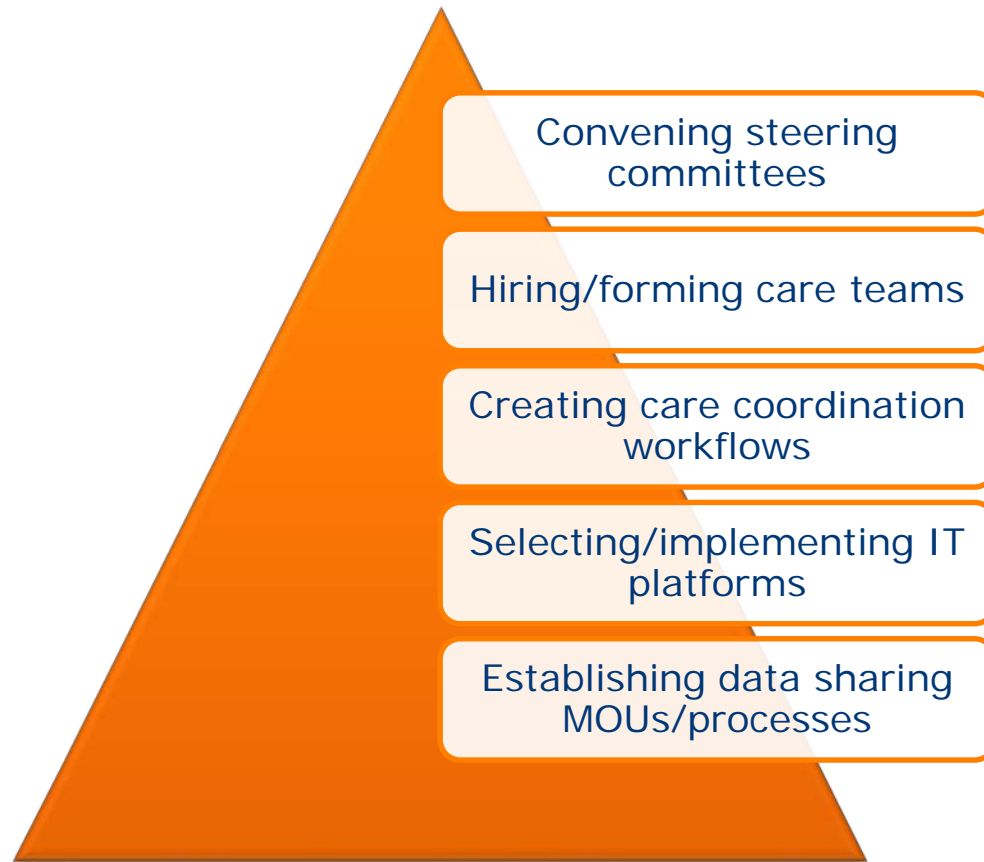 Convening steering
committees
Hiring/forming care teams
Creating care coordination
workflows
Selecting/implementing IT
platforms
Establishing data sharing
MOUs/processes